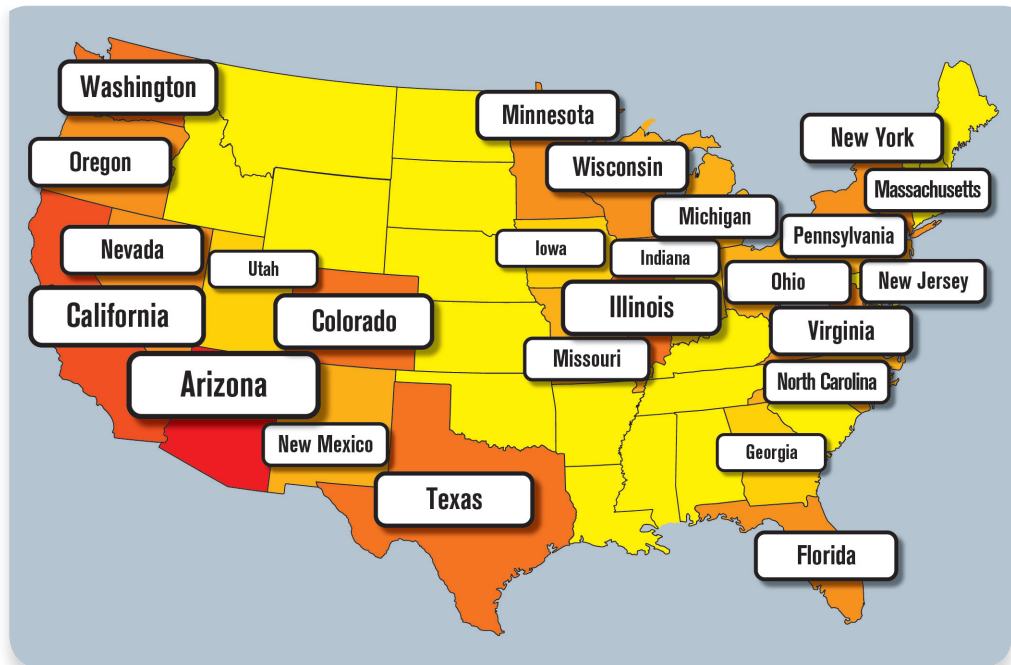 Washington
Minnesota
New York
Oregon
Wisconsin
Massachusetts
Michigan
Pennsylvania
Nevada
Iowa
Indiana
Utah
Ohio
New Jersey
California
Colorado
Illinois
Virginia
Missouri
Arizona
North Carolina
New Mexico
Georgia
Texas
Florida